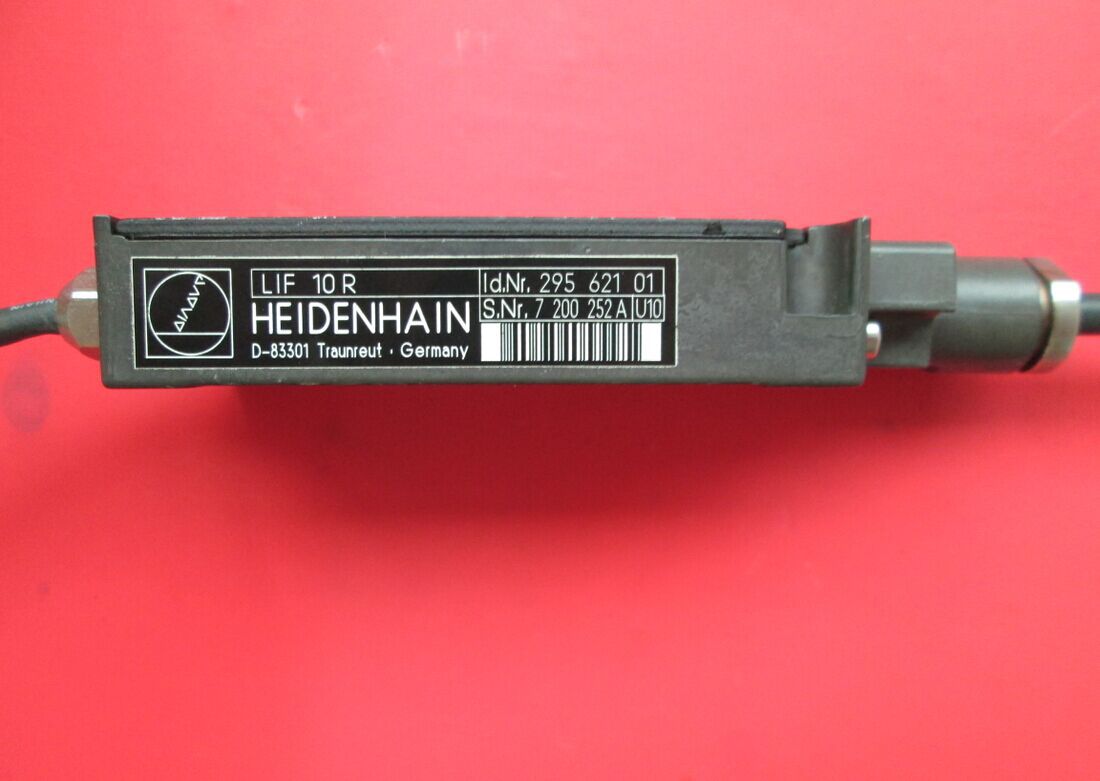 LIF 10 R
HEIDENHAIN
D-83301 Traunreut · Germany
Id.Nr. 295 621 01
S.Nr. 7 200 252 A U10